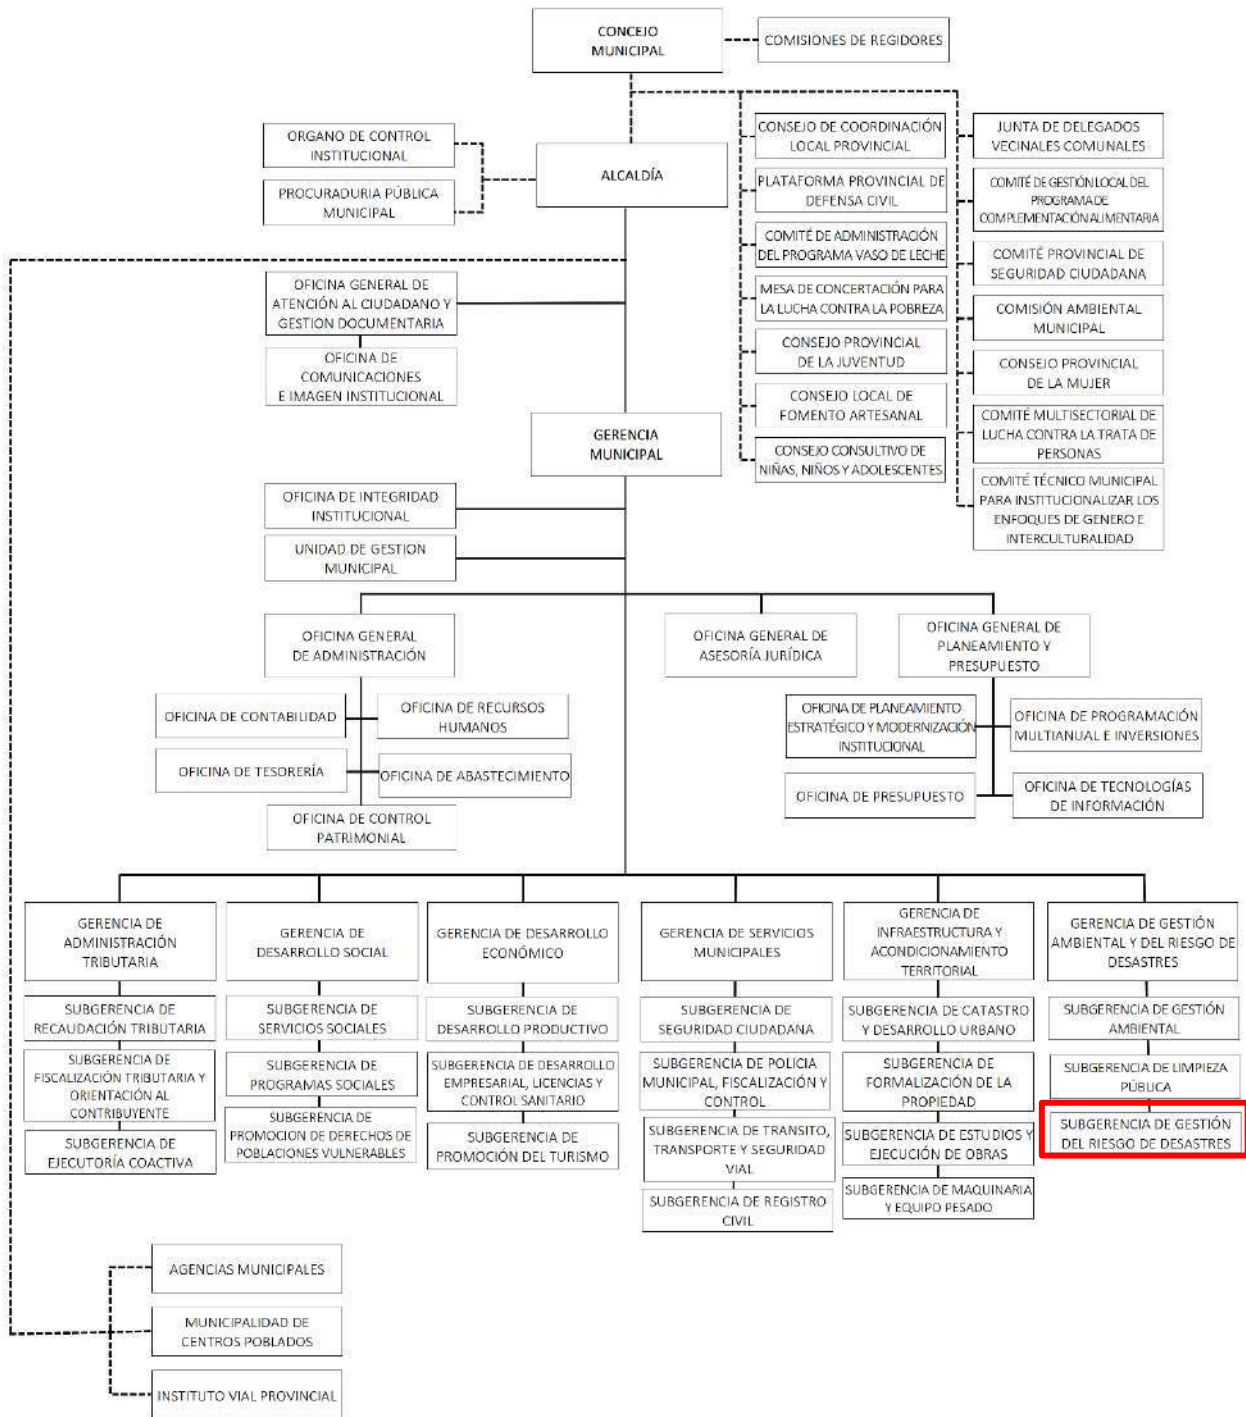 CONCEJO
MUNICIPAL
COMISIONES DE REGIDORES
ORGANO DE CONTROL
INSTITUCIONAL
PROCURADURIA PÚBLICA
MUNICIPAL
ALCALDÍA
CONSEJO DE COORDINACIÓN
LOCAL PROVINCIAL
PLATAFORMA PROVINCIAL DE
DEFENSA CIVIL
COMITÉ DE ADMINISTRACIÓN
DEL PROGRAMA VASO DE LECHE
MESA DE CONCERTACIÓN PARA
LA LUCHA CONTRA LA POBREZA
CONSEJO PROVINCIAL
DE LA JUVENTUD
CONSEJO LOCAL DE
FOMENTO ARTESANAL
CONSEJO CONSULTIVO DE
NIÑAS, NIÑOS Y ADOLESCENTES
JUNTA DE DELEGADOS
VECINALES COMUNALES
COMITÉ DE GESTIÓN LOCAL DEL
PROGRAMA DE
COMPLEMENTACIÓN ALIMENTARIA
COMITÉ PROVINCIAL DE
SEGURIDAD CIUDADANA
COMISIÓN AMBIENTAL
MUNICIPAL
CONSEJO PROVINCIAL
DE LA MUJER
COMITÉ MULTISECTORIAL DE
LUCHA CONTRA LA TRATA DE
PERSONAS
COMITÉ TÉCNICO MUNICIPAL
PARA INSTITUCIONALIZAR LOS
ENFOQUES DE GENERO E
INTERCULTURALIDAD
OFICINA GENERAL DE
ATENCIÓN AL CIUDADANO Y
GESTION DOCUMENTARIA
OFICINA DE
COMUNICACIONES
E IMAGEN INSTITUCIONAL
GERENCIA
MUNICIPAL
OFICINA DE INTEGRIDAD
INSTITUCIONAL
UNIDAD DE GESTION
MUNICIPAL
OFICINA GENERAL
DE ADMINISTRACIÓN
OFICINA GENERAL DE
ASESORÍA JURÍDICA
OFICINA GENERAL DE
PLANEAMIENTO Y
PRESUPUESTO
OFICINA DE CONTABILIDAD
OFICINA DE RECURSOS
HUMANOS
OFICINA DE TESORERÍA
OFICINA DE ABASTECIMIENTO
OFICINA DE CONTROL
PATRIMONIAL
OFICINA DE PLANEAMIENTO
ESTRATÉGICO Y MODERNIZACIÓN
INSTITUCIONAL
OFICINA DE PROGRAMACIÓN
MULTIANUAL E INVERSIONES
OFICINA DE PRESUPUESTO
OFICINA DE TECNOLOGÍAS
DE INFORMACIÓN
GERENCIA DE
ADMINISTRACIÓN
TRIBUTARIA
SUBGERENCIA DE
RECAUDACIÓN TRIBUTARIA
SUBGERENCIA DE
FISCALIZACIÓN TRIBUTARIA Y
ORIENTACIÓN AL
CONTRIBUYENTE
SUBGERENCIA DE
EJECUTORÍA COACTIVA
GERENCIA DE
DESARROLLO SOCIAL
SUBGERENCIA DE
SERVICIOS SOCIALES
SUBGERENCIA DE
PROGRAMAS SOCIALES
SUBGERENCIA DE
PROMOCION DE DERECHOS DE
POBLACIONES VULNERABLES
GERENCIA DE DESARROLLO
ECONÓMICO
SUBGERENCIA DE
DESARROLLO PRODUCTIVO
SUBGERENCIA DE DESARROLLO
EMPRESARIAL, LICENCIAS Y
CONTROL SANITARIO
SUBGERENCIA DE
PROMOCIÓN DEL TURISMO
GERENCIA DE SERVICIOS
MUNICIPALES
SUBGERENCIA DE
SEGURIDAD CIUDADANA
SUBGERENCIA DE POLICIA
MUNICIPAL, FISCALIZACIÓN Y
CONTROL
SUBGERENCIA DE TRANSITO,
TRANSPORTE Y SEGURIDAD
VIAL
SUBGERENCIA DE REGISTRO
CIVIL
GERENCIA DE
INFRAESTRUCTURA Y
ACONDICIONAMIENTO
TERRITORIAL
SUBGERENCIA DE CATASTRO
Y DESARROLLO URBANO
SUBGERENCIA DE
FORMALIZACIÓN DE LA
PROPIEDAD
SUBGERENCIA DE ESTUDIOS Y
EJECUCIÓN DE OBRAS
SUBGERENCIA DE MAQUINARIA
Y EQUIPO PESADO
GERENCIA DE GESTIÓN
AMBIENTAL Y DEL RIESGO DE
DESASTRES
SUBGERENCIA DE GESTIÓN
AMBIENTAL
SUBGERENCIA DE LIMPIEZA
PÚBLICA
SUBGERENCIA DE GESTIÓN
DEL RIESGO DE DESASTRES
AGENCIAS MUNICIPALES
MUNICIPALIDAD DE
CENTROS POBLADOS
INSTITUTO VIAL PROVINCIAL